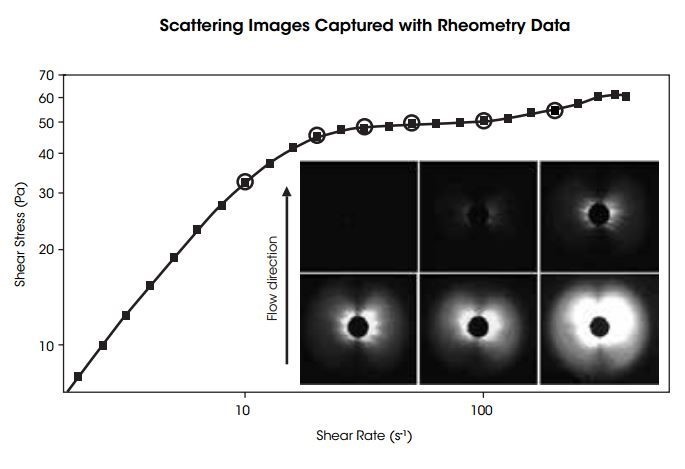 Scattering Images Captured with Rheometry Data
70
60
50
40
30
20
10
Shear Stress (Pa)
Flow direction
10
100
Shear Rate (s⁻¹)